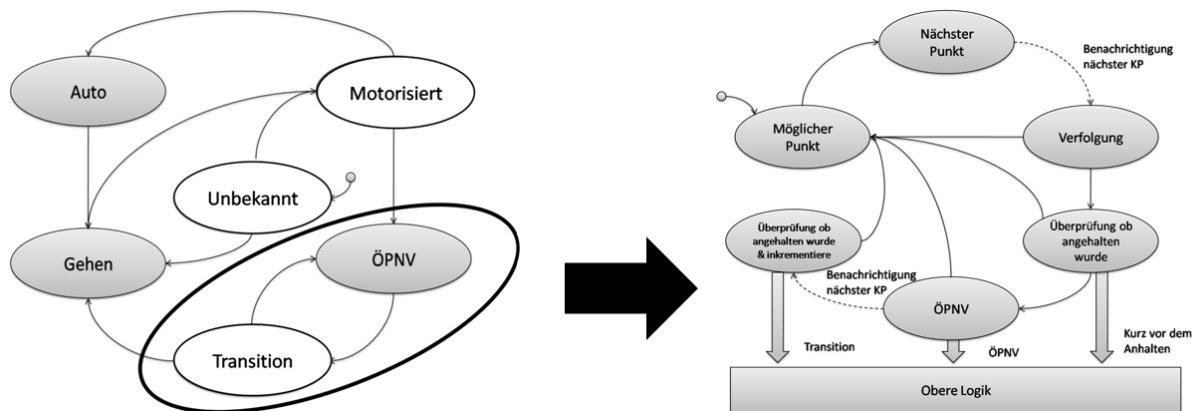 Auto
Motorisiert
Unbekannt
Gehen
ÖPNV
Transition
Nächster
Punkt
Benachrichtigung
nächster KP
Möglicher
Punkt
Verfolgung
Überprüfung ob
angehalten wurde
& inkrementiere
Überprüfung ob
angehalten
wurde
Benachrichtigung
nächster KP
ÖPNV
Transition
ÖPNV
Kurz vor dem
Anhalten
Obere Logik